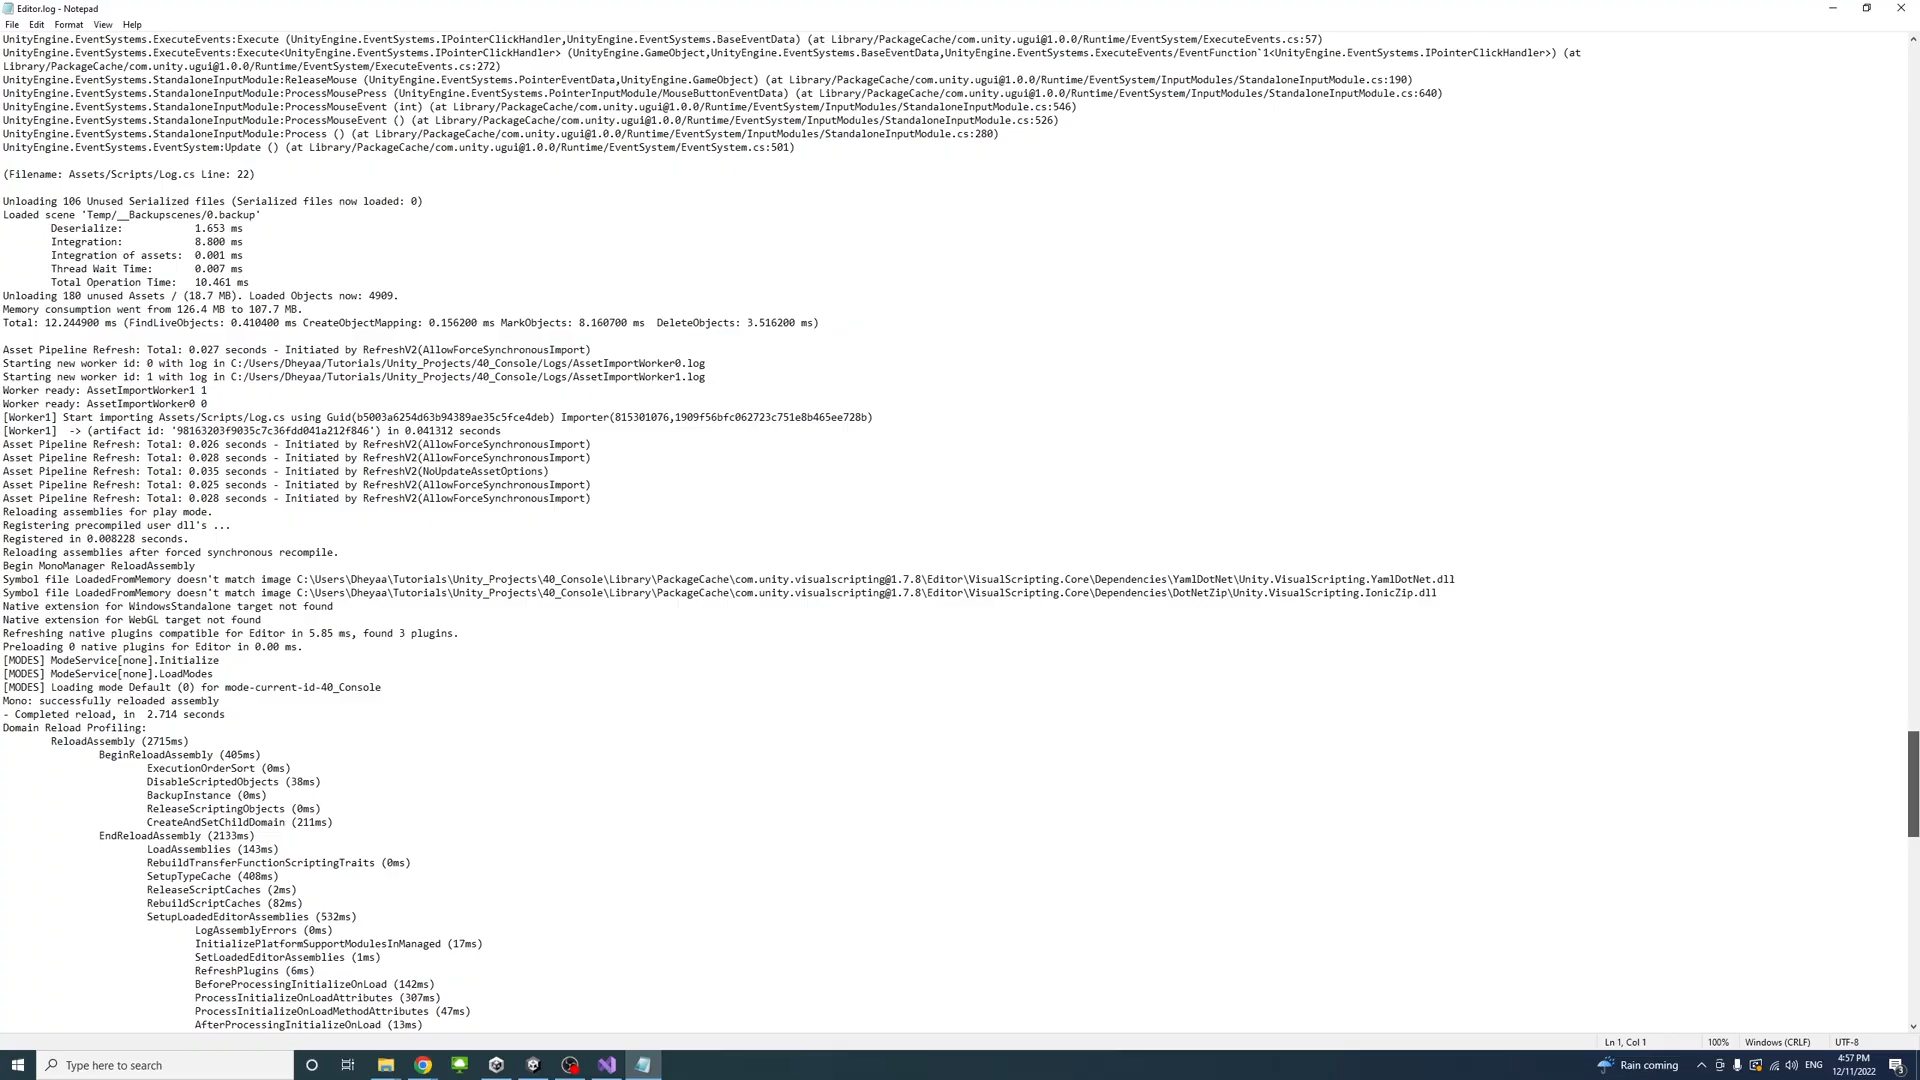 Editor.log - Notepad
File Edit Format View Help
UnityEngine.EventSystems.ExecuteEvents:Execute (UnityEngine.EventSystems.IPointerClickHandler,UnityEngine.EventSystems.BaseEventData) (at Library/PackageCache/com.unity.ugui@1.0.0/Runtime/EventSystem/ExecuteEvents.cs:57)
UnityEngine.EventSystems.ExecuteEvents:Execute<UnityEngine.EventSystems.IPointerClickHandler> (UnityEngine.GameObject,UnityEngine.EventSystems.BaseEventData,UnityEngine.EventSystems.ExecuteEvents/EventFunction`1<UnityEngine.EventSystems.IPointerClickHandler>) (at
Library/PackageCache/com.unity.ugui@1.0.0/Runtime/EventSystem/ExecuteEvents.cs:272)
UnityEngine.EventSystems.StandaloneInputModule:ReleaseMouse (UnityEngine.EventSystems.PointerEventData,UnityEngine.GameObject) (at Library/PackageCache/com.unity.ugui@1.0.0/Runtime/EventSystem/InputModules/StandaloneInputModule.cs:190)
UnityEngine.EventSystems.StandaloneInputModule:ProcessMousePress (UnityEngine.EventSystems.PointerInputModule/MouseButtonEventData) (at Library/PackageCache/com.unity.ugui@1.0.0/Runtime/EventSystem/InputModules/StandaloneInputModule.cs:640)
UnityEngine.EventSystems.StandaloneInputModule:ProcessMouseEvent (int) (at Library/PackageCache/com.unity.ugui@1.0.0/Runtime/EventSystem/InputModules/StandaloneInputModule.cs:546)
UnityEngine.EventSystems.StandaloneInputModule:ProcessMouseEvent () (at Library/PackageCache/com.unity.ugui@1.0.0/Runtime/EventSystem/InputModules/StandaloneInputModule.cs:526)
UnityEngine.EventSystems.StandaloneInputModule:Process () (at Library/PackageCache/com.unity.ugui@1.0.0/Runtime/EventSystem/InputModules/StandaloneInputModule.cs:280)
UnityEngine.EventSystems.EventSystem:Update () (at Library/PackageCache/com.unity.ugui@1.0.0/Runtime/EventSystem/EventSystem.cs:501)
(Filename: Assets/Scripts/Log.cs Line: 22)
Unloading 106 Unused Serialized files (Serialized files now loaded: 0)
Loaded scene 'Temp/__Backupscenes/0.backup'
Deserialize: 1.653 ms
Integration: 8.800 ms
Integration of assets: 0.001 ms
Thread Wait Time: 0.007 ms
Total Operation Time: 10.461 ms
Unloading 180 unused Assets / (18.7 MB). Loaded Objects now: 4909.
Memory consumption went from 126.4 MB to 107.7 MB.
Total: 12.244900 ms (FindLiveObjects: 0.410400 ms CreateObjectMapping: 0.156200 ms MarkObjects: 8.160700 ms  DeleteObjects: 3.516200 ms)
Asset Pipeline Refresh: Total: 0.027 seconds - Initiated by RefreshV2(AllowForceSynchronousImport)
Starting new worker id: 0 with log in C:/Users/Dheyaa/Tutorials/Unity_Projects/40_Console/Logs/AssetImportWorker0.log
Starting new worker id: 1 with log in C:/Users/Dheyaa/Tutorials/Unity_Projects/40_Console/Logs/AssetImportWorker1.log
Worker ready: AssetImportWorker1 1
Worker ready: AssetImportWorker0 0
[Worker1] Start importing Assets/Scripts/Log.cs using Guid(b5003a6254d63b94389ae35c5fce4deb) Importer(815301076,1909f56bfc062723c751e8b465ee728b)
[Worker1]  -> (artifact id: '98163203f9035c7c36fdd041a212f846') in 0.041312 seconds
Asset Pipeline Refresh: Total: 0.026 seconds - Initiated by RefreshV2(AllowForceSynchronousImport)
Asset Pipeline Refresh: Total: 0.028 seconds - Initiated by RefreshV2(AllowForceSynchronousImport)
Asset Pipeline Refresh: Total: 0.035 seconds - Initiated by RefreshV2(NoUpdateAssetOptions)
Asset Pipeline Refresh: Total: 0.025 seconds - Initiated by RefreshV2(AllowForceSynchronousImport)
Asset Pipeline Refresh: Total: 0.028 seconds - Initiated by RefreshV2(AllowForceSynchronousImport)
Reloading assemblies for play mode.
Registering precompiled user dll's ...
Registered in 0.008228 seconds.
Reloading assemblies after forced synchronous recompile.
Begin MonoManager ReloadAssembly
Symbol file LoadedFromMemory doesn't match image C:\Users\Dheyaa\Tutorials\Unity_Projects\40_Console\Library\PackageCache\com.unity.visualscripting@1.7.8\Editor\VisualScripting.Core\Dependencies\YamlDotNet\Unity.VisualScripting.YamlDotNet.dll
Symbol file LoadedFromMemory doesn't match image C:\Users\Dheyaa\Tutorials\Unity_Projects\40_Console\Library\PackageCache\com.unity.visualscripting@1.7.8\Editor\VisualScripting.Core\Dependencies\DotNetZip\Unity.VisualScripting.IonicZip.dll
Native extension for WindowsStandalone target not found
Native extension for WebGL target not found
Refreshing native plugins compatible for Editor in 5.85 ms, found 3 plugins.
Preloading 0 native plugins for Editor in 0.00 ms.
[MODES] ModeService[none].Initialize
[MODES] ModeService[none].LoadModes
[MODES] Loading mode Default (0) for mode-current-id-40_Console
Mono: successfully reloaded assembly
- Completed reload, in  2.714 seconds
Domain Reload Profiling:
ReloadAssembly (2715ms)
BeginReloadAssembly (405ms)
ExecutionOrderSort (0ms)
DisableScriptedObjects (38ms)
BackupInstance (0ms)
ReleaseScriptingObjects (0ms)
CreateAndSetChildDomain (211ms)
EndReloadAssembly (2133ms)
LoadAssemblies (143ms)
RebuildTransferFunctionScriptingTraits (0ms)
SetupTypeCache (408ms)
ReleaseScriptCaches (2ms)
RebuildScriptCaches (82ms)
SetupLoadedEditorAssemblies (532ms)
LogAssemblyErrors (0ms)
InitializePlatformSupportModulesInManaged (17ms)
SetLoadedEditorAssemblies (1ms)
RefreshPlugins (6ms)
BeforeProcessingInitializeOnLoad (142ms)
ProcessInitializeOnLoadAttributes (307ms)
ProcessInitializeOnLoadMethodAttributes (47ms)
AfterProcessingInitializeOnLoad (13ms)
Ln 1, Col 1 100% Windows (CRLF) UTF-8
Type here to search Rain coming ENG 4:57 PM
12/11/2022 3